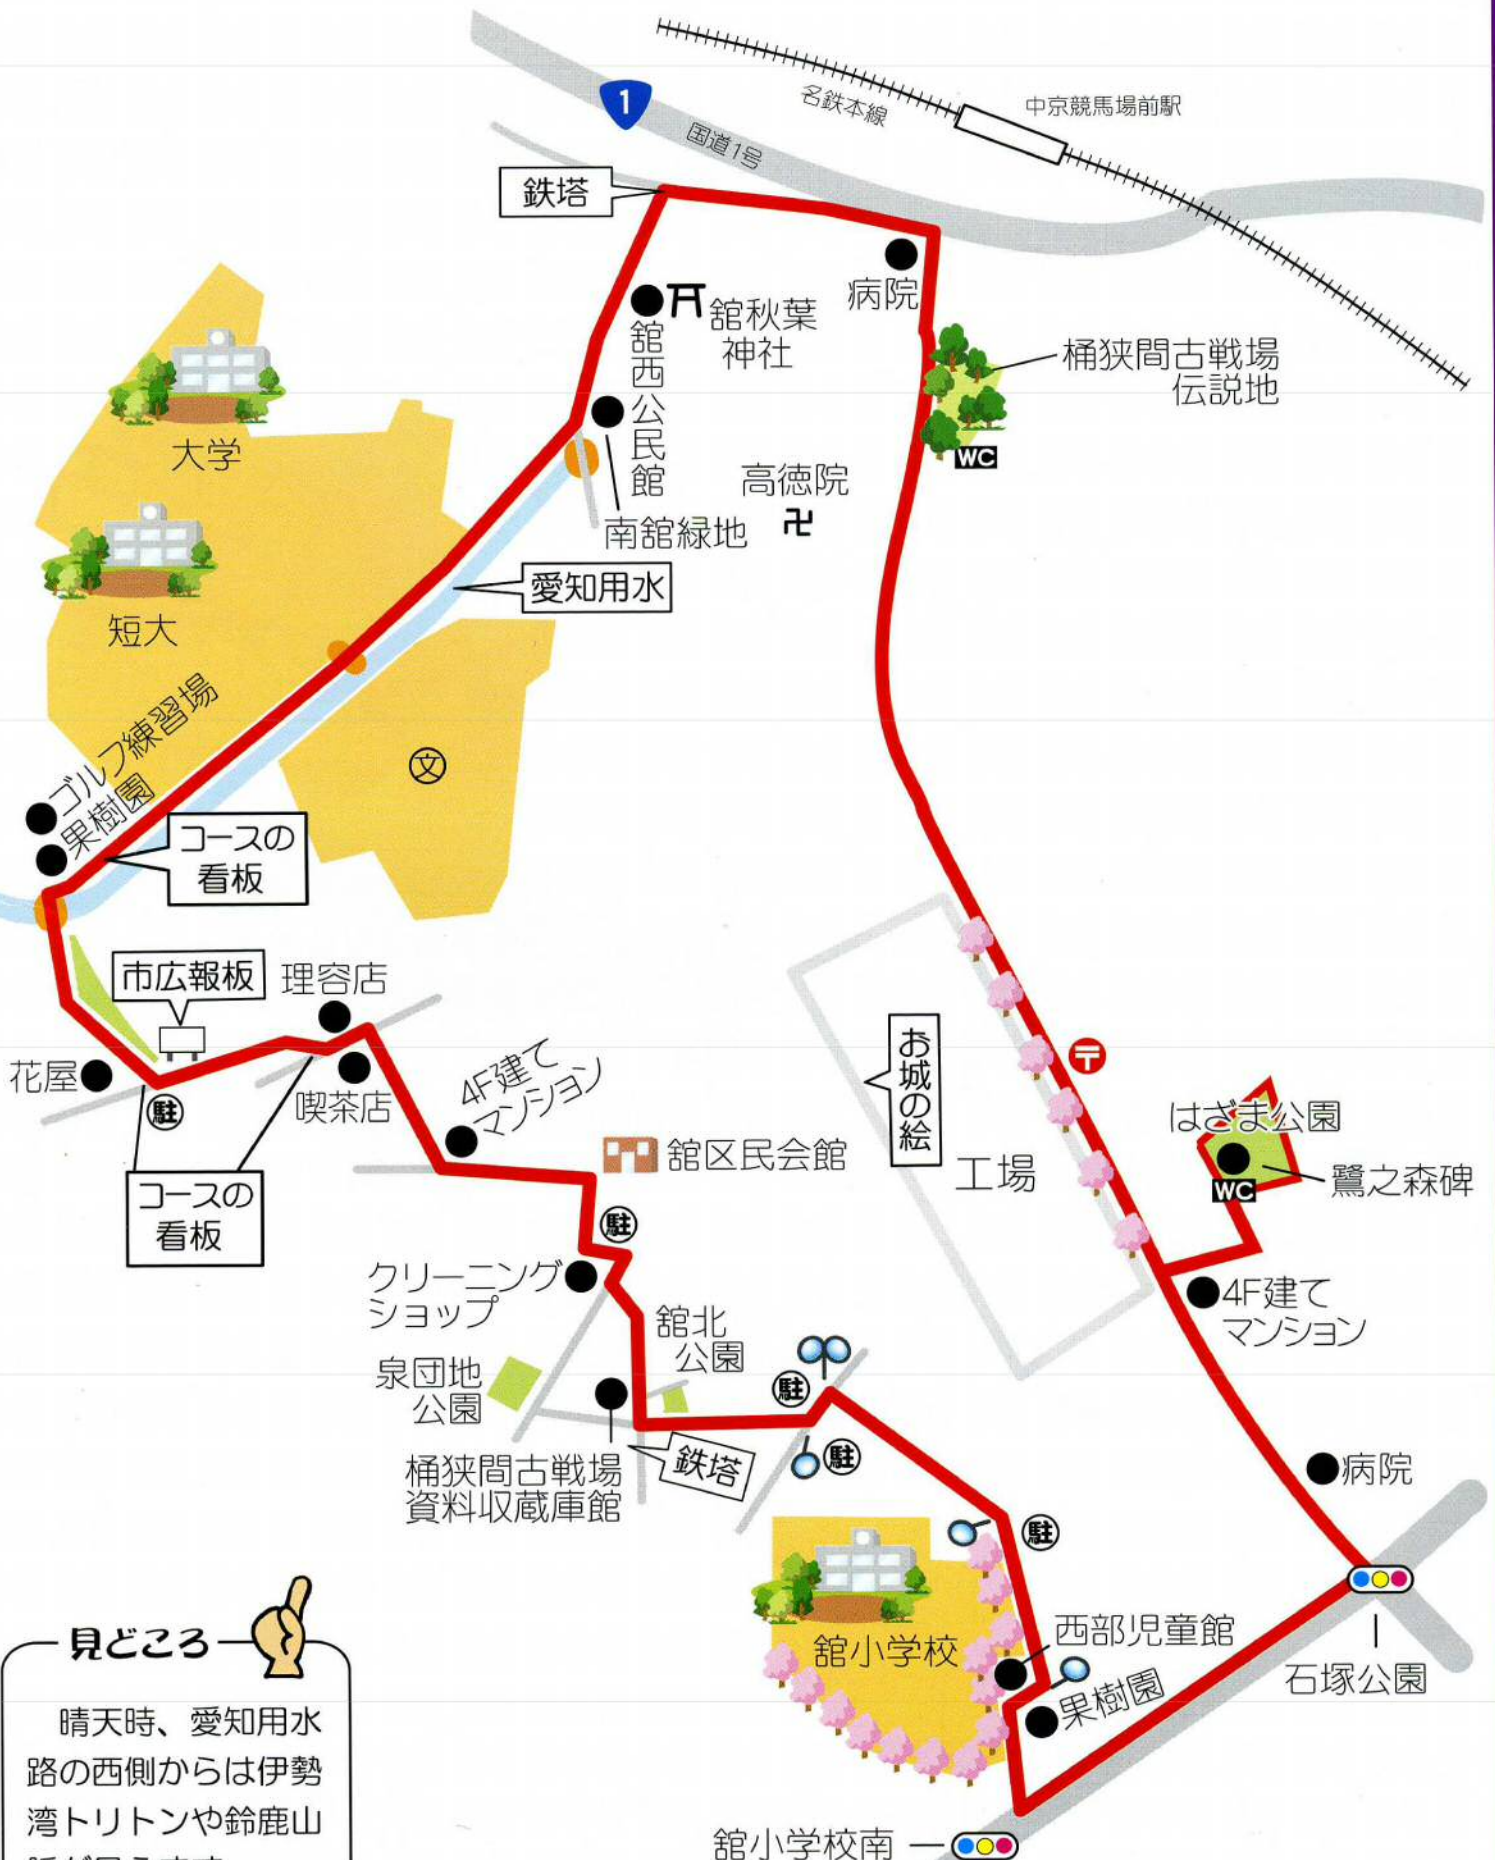 1
名鉄本線
中京競馬場前駅
国道1号
鉄塔
病院
舘秋葉
神社
舘西公民館
桶狭間古戦場
伝説地
WC
大学
高徳院
南舘緑地
愛知用水
短大
ゴルフ練習場
果樹園
文
コースの
看板
市広報板
理容店
花屋
駐
喫茶店
4F建て
マンション
お城の絵
〒
はざま公園
舘区民会館
工場
鷺之森碑
WC
コースの
看板
駐
クリーニング
ショップ
4F建て
マンション
舘北
公園
泉団地
公園
駐
駐
鉄塔
桶狭間古戦場
資料収蔵庫館
病院
駐
見どころ
舘小学校
西部児童館
果樹園
石塚公園
晴天時、愛知用水
路の西側からは伊勢
湾トリトンや鈴鹿山
舘小学校南